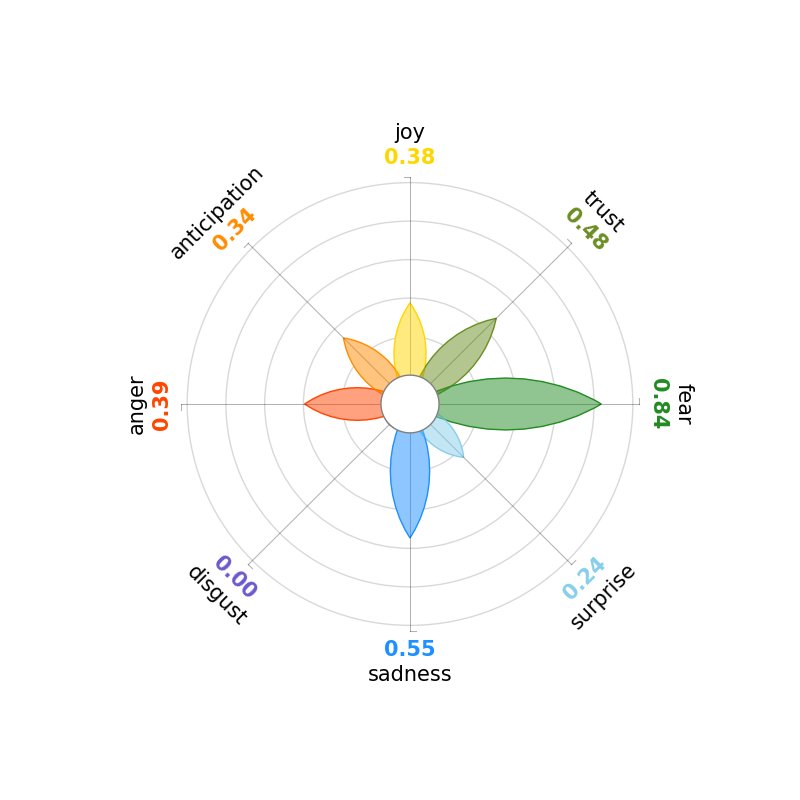 joy
0.38
trust
0.48
fear
0.84
surprise
0.24
0.55
sadness
0.00
disgust
anger
0.39
anticipation
0.34